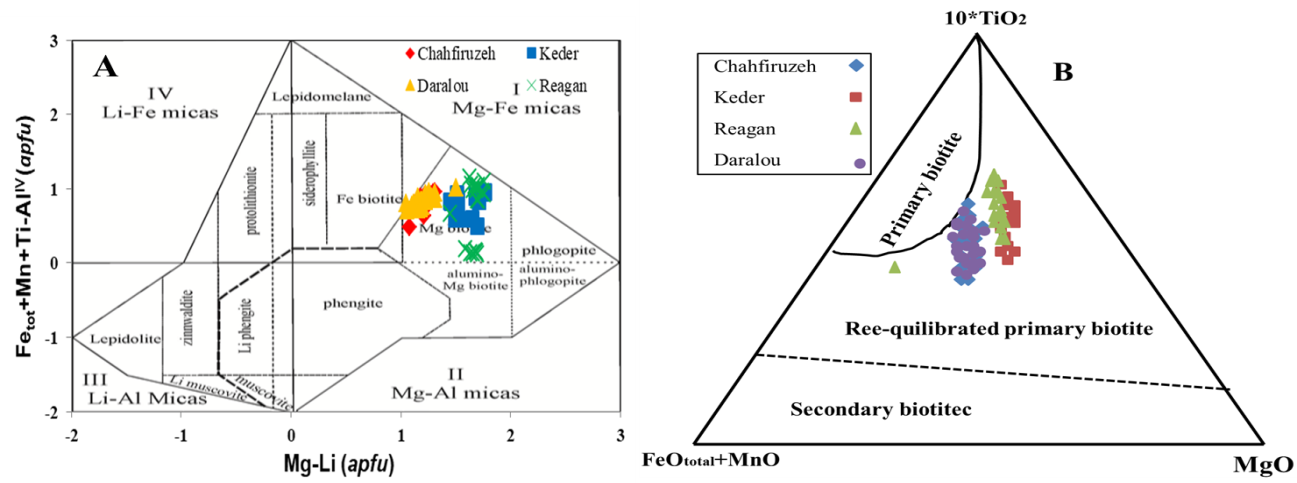 A
Chahfiruzeh
Keder
Daralou
Reagan
IV
Li-Fe micas
I
Mg-Fe micas
Lepidomelane
protolithionite
siderophyllite
Fe biotite
Mg biotite
phlogopite
alumino-
Mg biotite
alumino-
phlogopite
phengite
Li phengite
zinnwaldite
Lepidolite
Li muscovite
muscovite
III
Li-Al Micas
II
Mg-Al micas
3
2
1
0
-1
-2
-2
-1
0
1
2
3
Fetot+Mn+Ti-AlIV(apfu)
Mg-Li (apfu)
10*TiO2
B
Chahfiruzeh
Keder
Reagan
Daralou
Primary biotite
Ree-quilibrated primary biotite
Secondary biotitec
FeOtotal+MnO
MgO